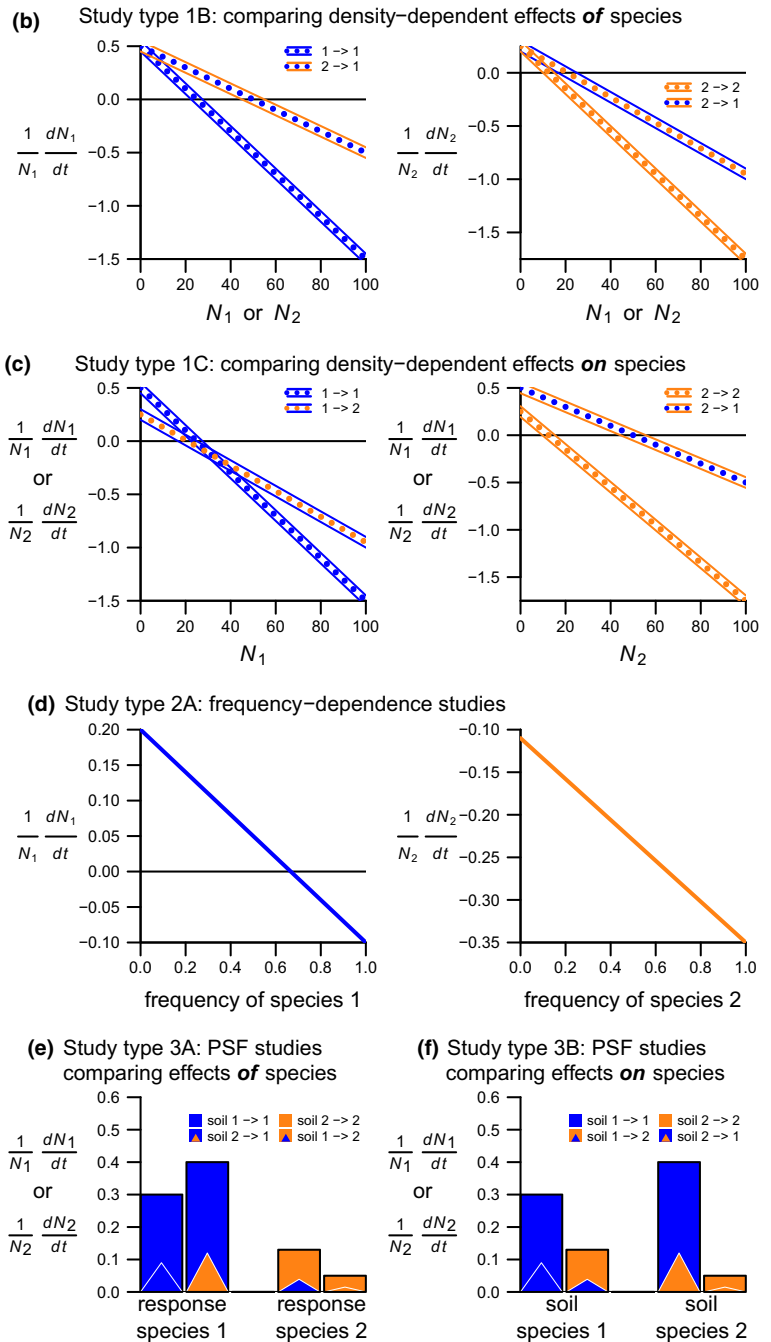 (b) Study type 1B: comparing density−dependent effects of species
0.5
0.0
−0.5
−1.0
−1.5
1 −> 1
2 −> 1
1/N1 dN1/dt
0 20 40 60 80 100
N1 or N2
0.0
−0.5
−1.0
−1.5
2 −> 2
2 −> 1
1/N2 dN2/dt
0 20 40 60 80 100
N1 or N2
(c) Study type 1C: comparing density−dependent effects on species
0.5
0.0
−0.5
−1.0
−1.5
1 −> 1
1 −> 2
1/N1 dN1/dt
or
1/N2 dN2/dt
0 20 40 60 80 100
N1
0.5
0.0
−0.5
−1.0
−1.5
2 −> 2
2 −> 1
1/N1 dN1/dt
or
1/N2 dN2/dt
0 20 40 60 80 100
N2
(d) Study type 2A: frequency−dependence studies
0.20
0.15
0.10
0.05
0.00
−0.05
−0.10
1/N1 dN1/dt
0.0 0.2 0.4 0.6 0.8 1.0
frequency of species 1
−0.10
−0.15
−0.20
−0.25
−0.30
−0.35
1/N2 dN2/dt
0.0 0.2 0.4 0.6 0.8 1.0
frequency of species 2
(e) Study type 3A: PSF studies
comparing effects of species
0.6
0.5
0.4
0.3
0.2
0.1
0.0
soil 1 −> 1 soil 2 −> 2
soil 2 −> 1 soil 1 −> 2
1/N1 dN1/dt
or
1/N2 dN2/dt
response response
species 1 species 2
(f) Study type 3B: PSF studies
comparing effects on species
0.6
0.5
0.4
0.3
0.2
0.1
0.0
soil 1 −> 1 soil 2 −> 2
soil 1 −> 2 soil 2 −> 1
1/N1 dN1/dt
or
1/N2 dN2/dt
soil soil
species 1 species 2